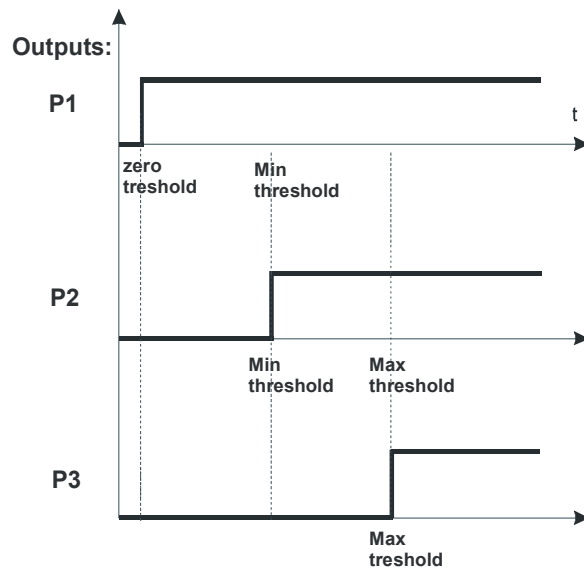 Outputs:
P1
t
zero
treshold
Min
threshold
P2
Min
threshold
Max
threshold
P3
Max
treshold